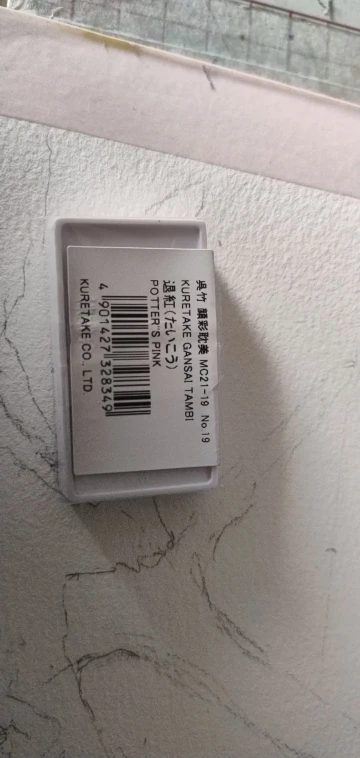 呉竹 顔彩耽美 MC21-19 No 19
KURETAKE GANSAI TAMBI
退紅(たいこう)
POTTER'S PINK
4 901427 328349
KURETAKE CO. LTD